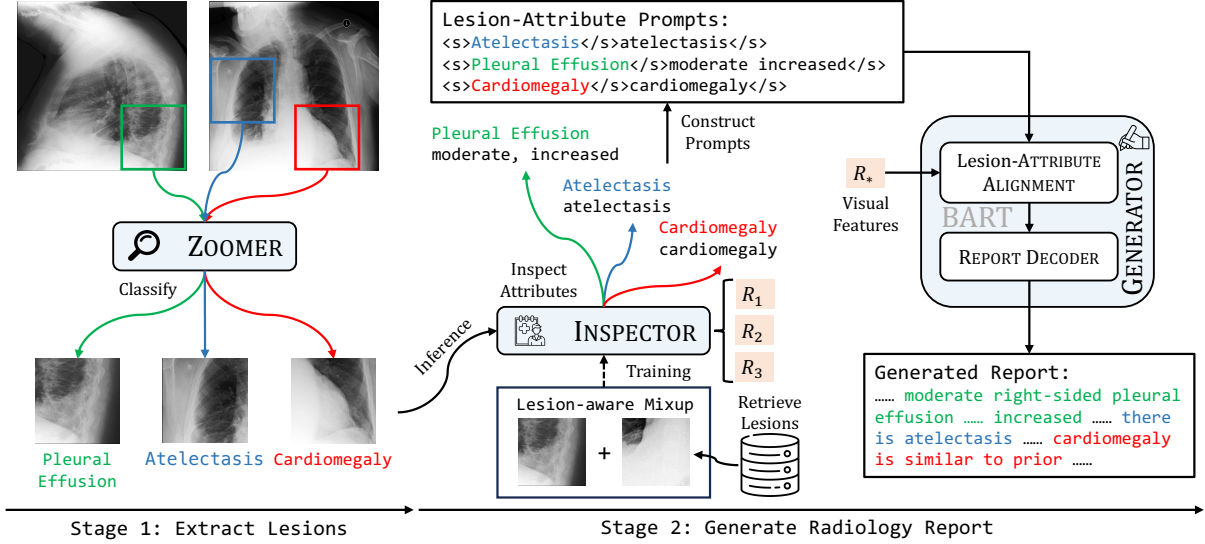 ZOOMER
Classify
Pleural
Effusion
Atelectasis
Cardiomegaly
Stage 1: Extract Lesions
Lesion-Attribute Prompts:
<s>Atelectasis</s>atelectasis</s>
<s>Pleural Effusion</s>moderate increased</s>
<s>Cardiomegaly</s>cardiomegaly</s>
Construct
Prompts
Pleural Effusion
moderate, increased
Atelectasis
atelectasis
Cardiomegaly
cardiomegaly
Inspect
Attributes
Inference
INSPECTOR
R1
R2
R3
Training
Lesion-aware Mixup
+
Retrieve
Lesions
R*
Visual
Features
LESION-ATTRIBUTE
ALIGNMENT
BART
REPORT DECODER
GENERATOR
Generated Report:
…… moderate right-sided pleural
effusion …… increased …… there
is atelectasis …… cardiomegaly
is similar to prior ……
Stage 2: Generate Radiology Report